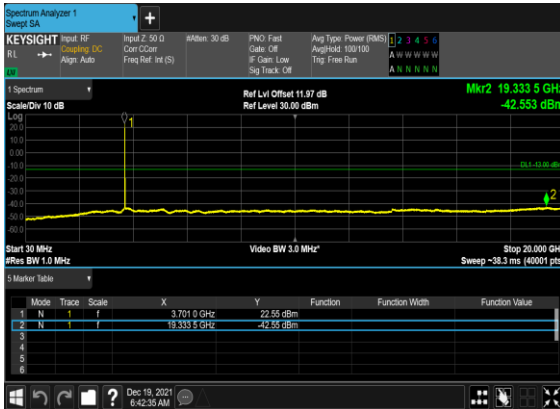 Spectrum Analyzer 1
Swept SA
+
KEYSIGHT Input: RF Input Z: 50 Ω #Atten: 30 dB PNO: Fast Avg Type: Power (RMS) 1 2 3 4 5 6
RL Coupling: DC Corr CCorr Gate: Off Avg|Hold: 100/100 A W W W W W
Align: Auto Freq Ref: Int (S) IF Gain: Low Trig: Free Run
Sig Track: Off A N N N N N
1 Spectrum
Scale/Div 10 dB
Ref Lvl Offset 11.97 dB
Ref Level 30.00 dBm
Mkr2 19.333 5 GHz
-42.553 dBm
Log
1
20.0
10.0
0.00
-10.0
DL1 -13.00 dBm
-20.0
-30.0
2
-40.0
-50.0
-60.0
Start 30 MHz Video BW 3.0 MHz* Stop 20.000 GHz
#Res BW 1.0 MHz Sweep ~38.3 ms (40001 pts)
5 Marker Table
Mode Trace Scale X Y Function Function Width Function Value
1 N 1 f 3.701 0 GHz 22.55 dBm
2 N 1 f 19.333 5 GHz -42.55 dBm
3
4
5
6
?
Dec 19, 2021
6:42:35 AM